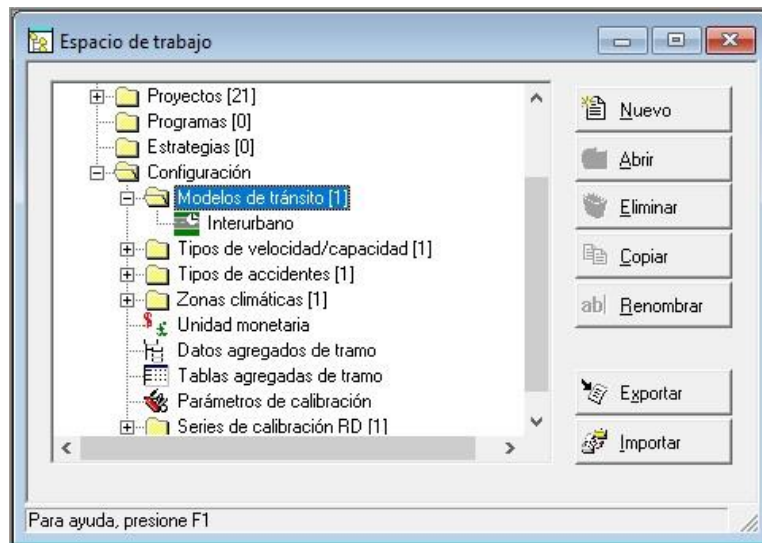 Espacio de trabajo
Proyectos [21]
Programas [0]
Estrategias [0]
Configuración
Modelos de tránsito [1]
Interurbano
Tipos de velocidad/capacidad [1]
Tipos de accidentes [1]
Zonas climáticas [1]
Unidad monetaria
Datos agregados de tramo
Tablas agregadas de tramo
Parámetros de calibración
Series de calibración RD [1]
Nuevo
Abrir
Eliminar
Copiar
ab Renombrar
Exportar
Importar
Para ayuda, presione F1